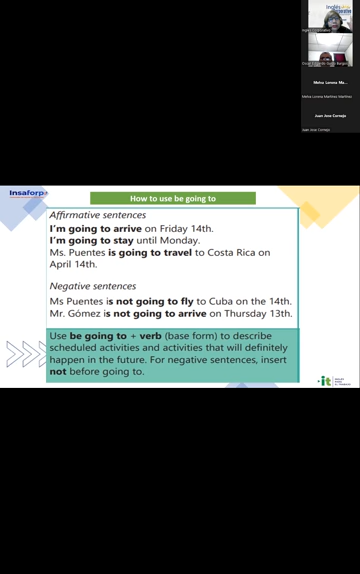 Melva Lorena Ma...
Melva Lorena Martínez Martínez
Juan Jose Cornejo
Juan Jose Cornejo
Insaforp
How to use be going to
Affirmative sentences
I'm going to arrive on Friday 14th.
I'm going to stay until Monday.
Ms. Puentes is going to travel to Costa Rica on
April 14th.
Negative sentences
Ms Puentes is not going to fly to Cuba on the 14th.
Mr. Gómez is not going to arrive on Thursday 13th.
Use be going to + verb (base form) to describe
scheduled activities and activities that will definitely
happen in the future. For negative sentences, insert
not before going to.
it